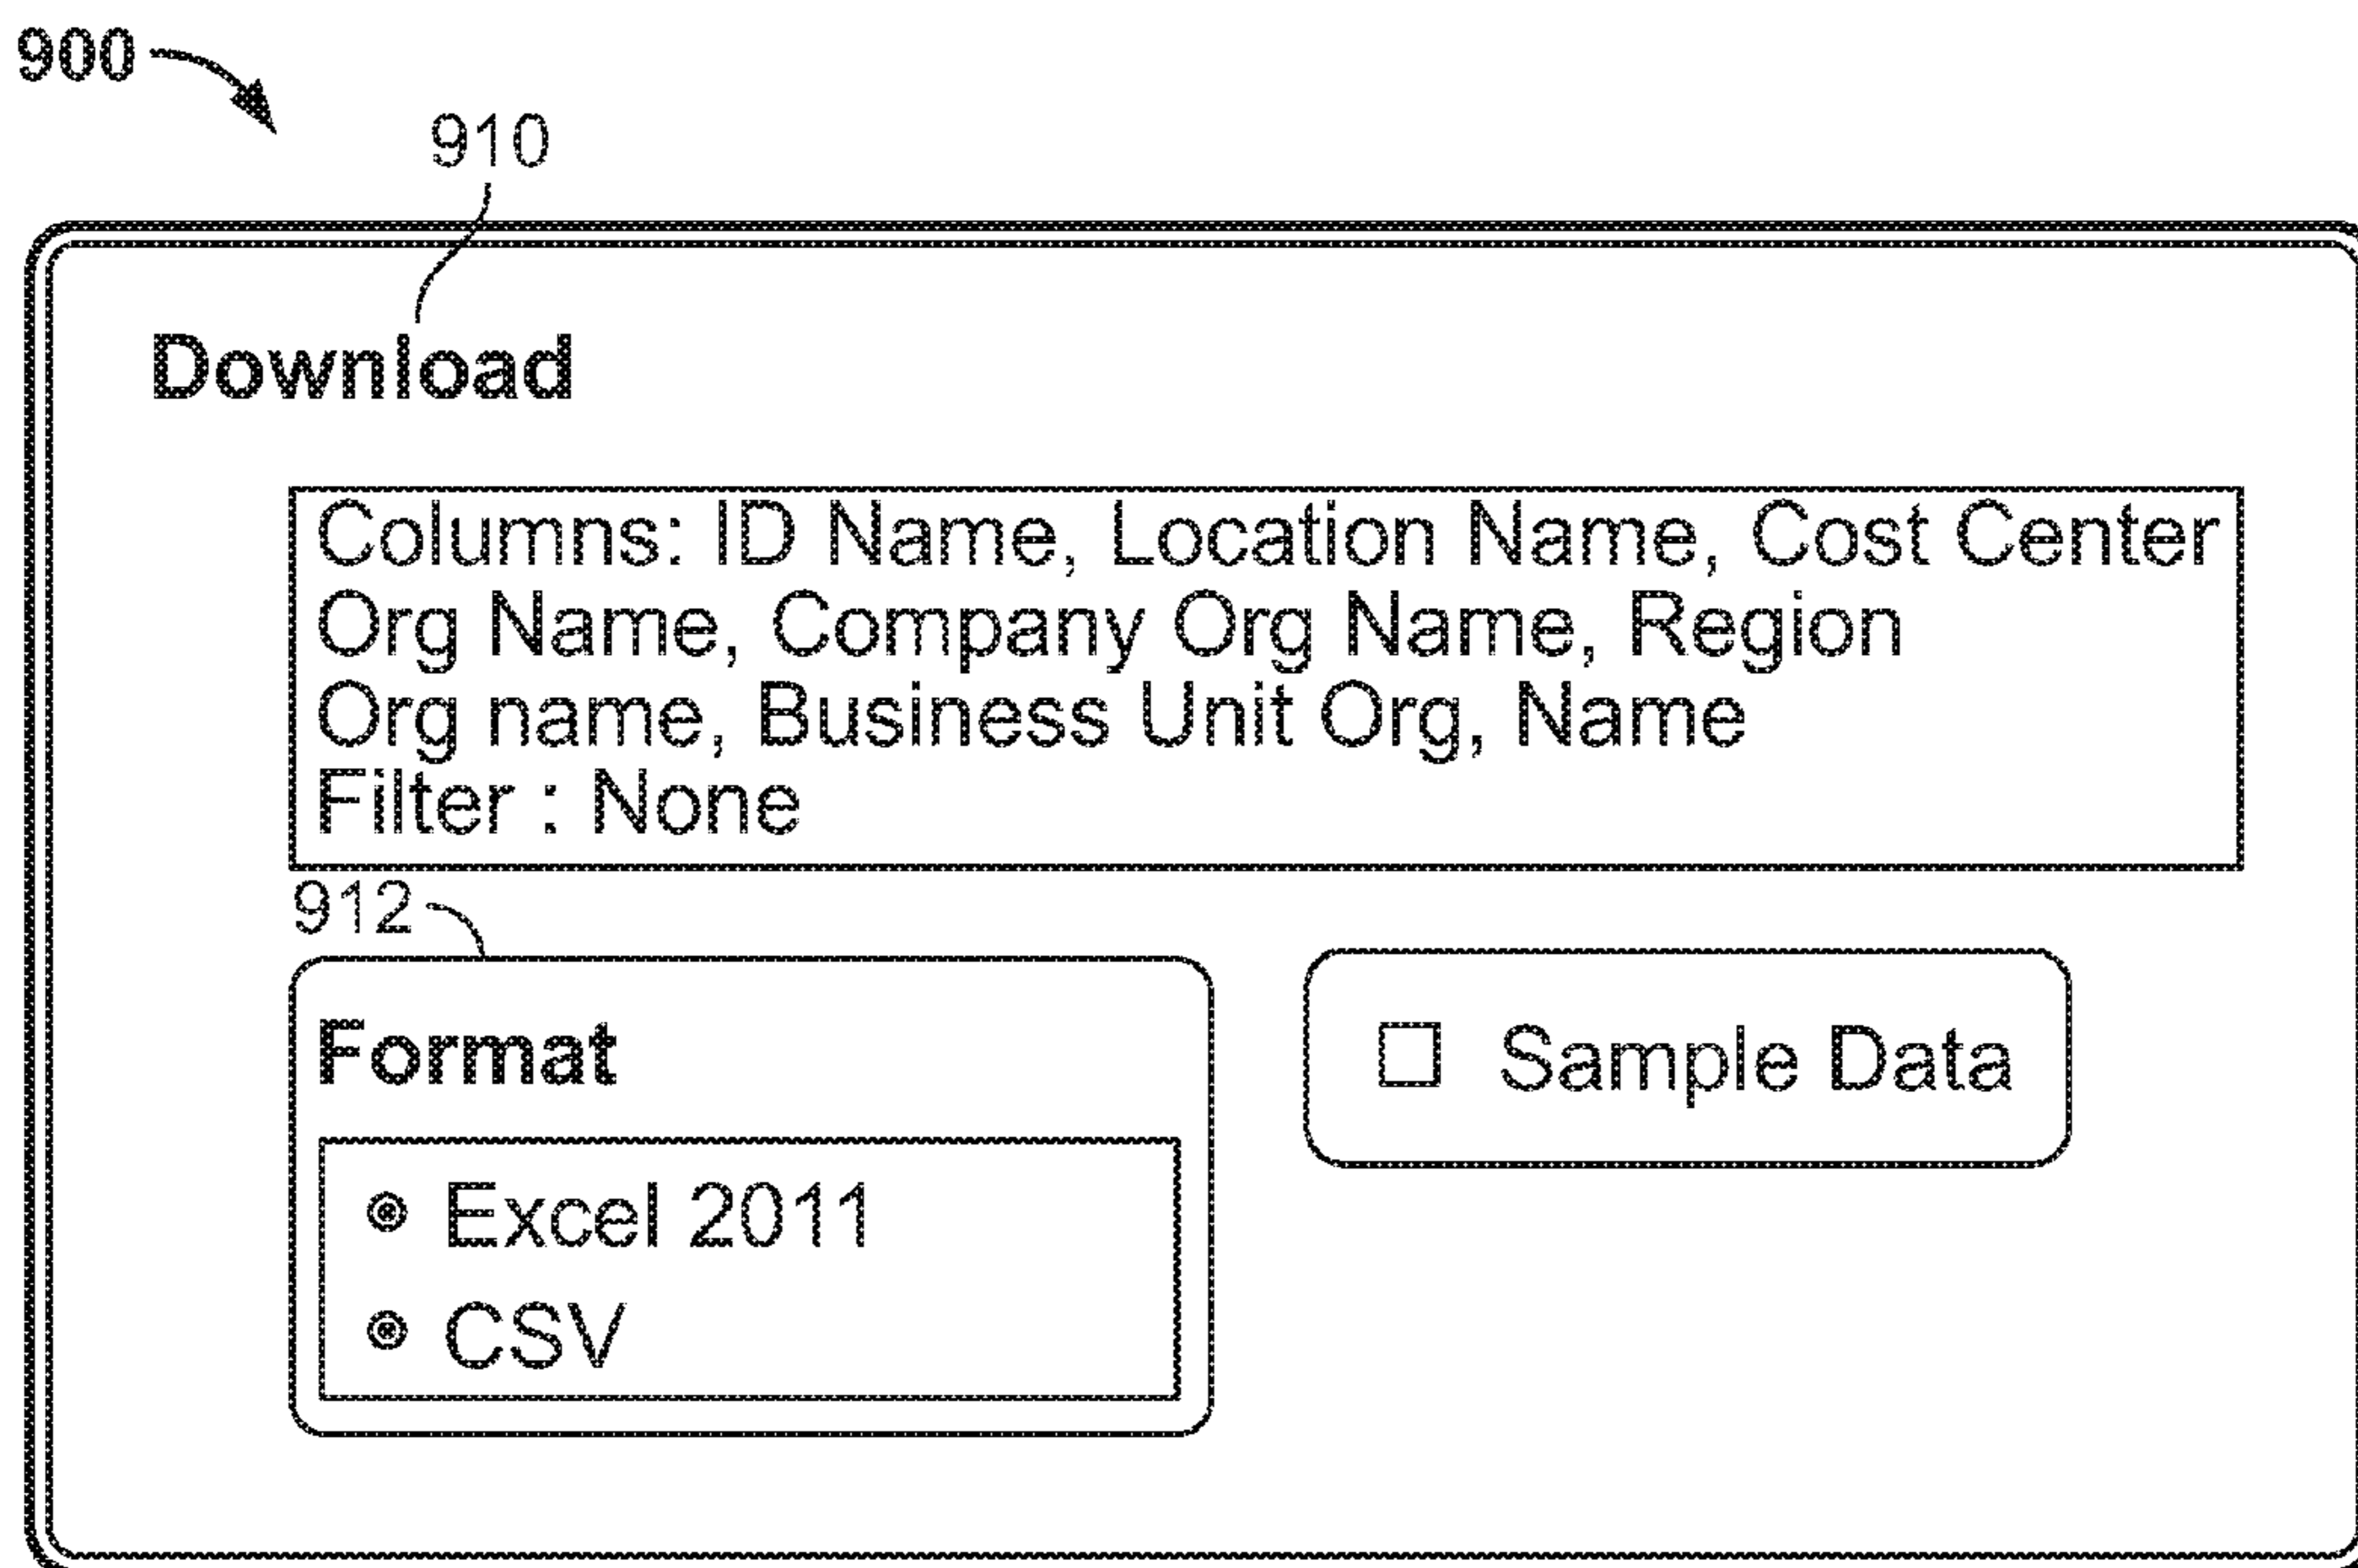 900
910
Download
Columns: ID Name, Location Name, Cost Center
Org Name, Company Org Name, Region
Org name, Business Unit Org, Name
Filter : None
912
Format
Sample Data
Excel 2011
CSV